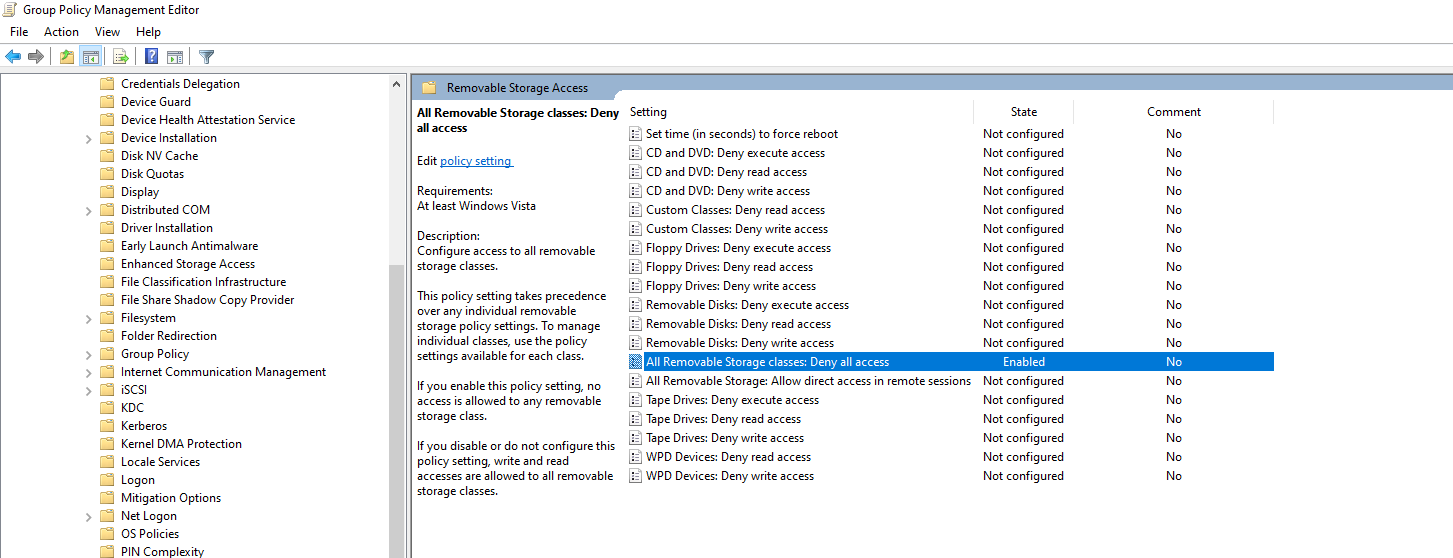 Group Policy Management Editor
File Action View Help
Credentials Delegation
Device Guard
Device Health Attestation Service
Device Installation
Disk NV Cache
Disk Quotas
Display
Distributed COM
Driver Installation
Early Launch Antimalware
Enhanced Storage Access
File Classification Infrastructure
File Share Shadow Copy Provider
Filesystem
Folder Redirection
Group Policy
Internet Communication Management
iSCSI
KDC
Kerberos
Kernel DMA Protection
Locale Services
Logon
Mitigation Options
Net Logon
OS Policies
PIN Complexity
Removable Storage Access
All Removable Storage classes: Deny
all access
Edit policy setting
Requirements:
At least Windows Vista
Description:
Configure access to all removable
storage classes.
This policy setting takes precedence
over any individual removable
storage policy settings. To manage
individual classes, use the policy
settings available for each class.
If you enable this policy setting, no
access is allowed to any removable
storage class.
If you disable or do not configure this
policy setting, write and read
accesses are allowed to all removable
storage classes.
Setting State Comment
Set time (in seconds) to force reboot Not configured No
CD and DVD: Deny execute access Not configured No
CD and DVD: Deny read access Not configured No
CD and DVD: Deny write access Not configured No
Custom Classes: Deny read access Not configured No
Custom Classes: Deny write access Not configured No
Floppy Drives: Deny execute access Not configured No
Floppy Drives: Deny read access Not configured No
Floppy Drives: Deny write access Not configured No
Removable Disks: Deny execute access Not configured No
Removable Disks: Deny read access Not configured No
Removable Disks: Deny write access Not configured No
All Removable Storage classes: Deny all access Enabled No
All Removable Storage: Allow direct access in remote sessions Not configured No
Tape Drives: Deny execute access Not configured No
Tape Drives: Deny read access Not configured No
Tape Drives: Deny write access Not configured No
WPD Devices: Deny read access Not configured No
WPD Devices: Deny write access Not configured No